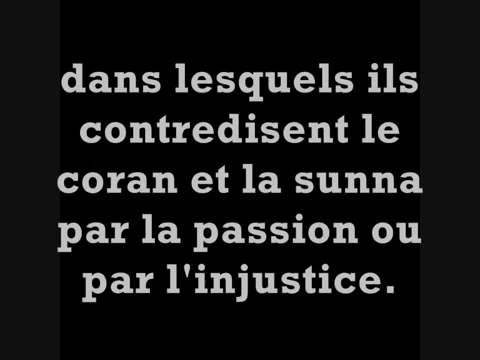 dans lesquels ils
contredisent le
coran et la sunna
par la passion ou
par l'injustice.